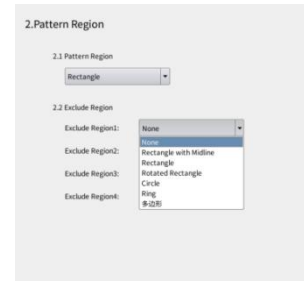 2.Pattern Region
2.1 Pattern Region
Rectangle
2.2 Exclude Region
Exclude Region1:
None
None
Exclude Region2:
Rectangle with Midline
Rectangle
Exclude Region3:
Rotated Rectangle
Circle
Exclude Region4:
Ring
多边形